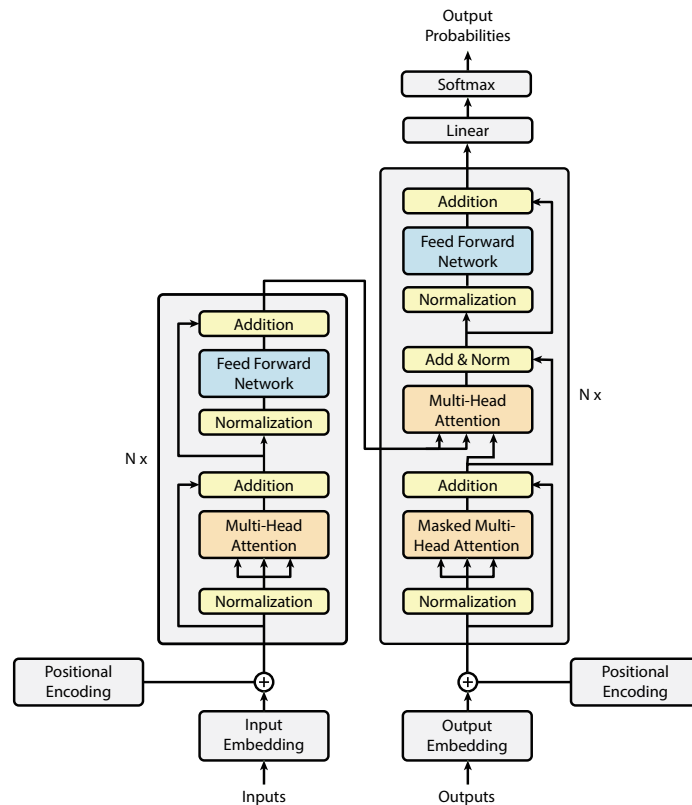 Output
Probabilities
Softmax
Linear
Addition
Feed Forward
Network
Normalization
Add & Norm
Multi-Head
Attention
N x
Addition
Masked Multi-
Head Attention
Normalization
Addition
Feed Forward
Network
Normalization
N x
Addition
Multi-Head
Attention
Normalization
Positional
Encoding
Positional
Encoding
Input
Embedding
Output
Embedding
Inputs
Outputs